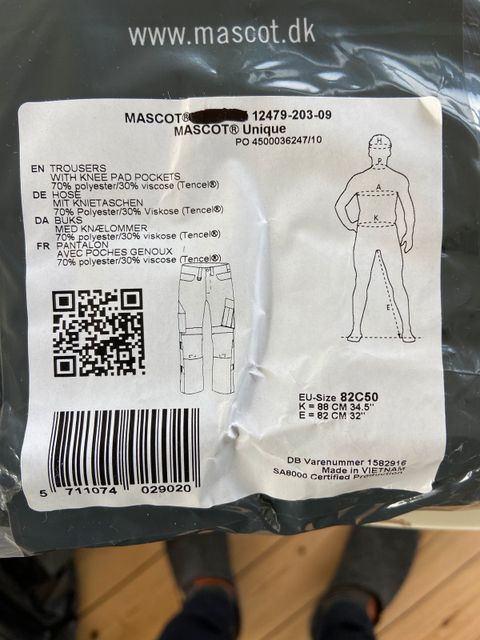 www.mascot.dk
MASCOT® 12479-203-09
MASCOT® Unique
PO 4500036247/10
EN TROUSERS
WITH KNEE PAD POCKETS
70% polyester/30% viscose (Tencel®)
DE HOSE
MIT KNIETASCHEN
70% Polyester/30% Viskose (Tencel®)
DA BUKS
MED KNÆLOMMER
70% polyester/30% viskose (Tencel®)
FR PANTALON
AVEC POCHES GENOUX
70% polyester/30% viscose (Tencel®)
H
P
A
K
E
EU-Size 82C50
K = 88 CM 34.5"
E = 82 CM 32"
5 711074 029020
DB Varenummer 1582916
Made in VIETNAM
SA8000 Certified Production